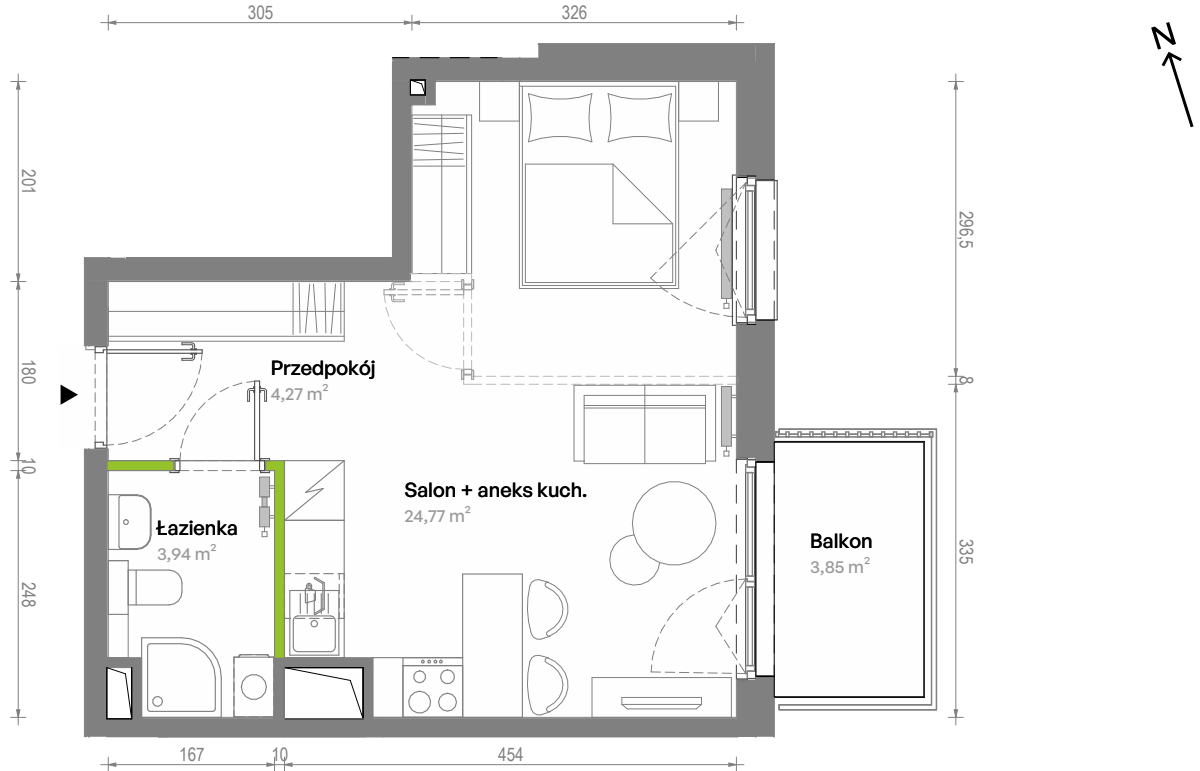 305
326
N
201
296,5
180
Przedpokój
4,27 m²
8
10
Salon + aneks kuch.
24,77 m²
Łazienka
3,94 m²
Balkon
3,85 m²
335
248
167
10
454